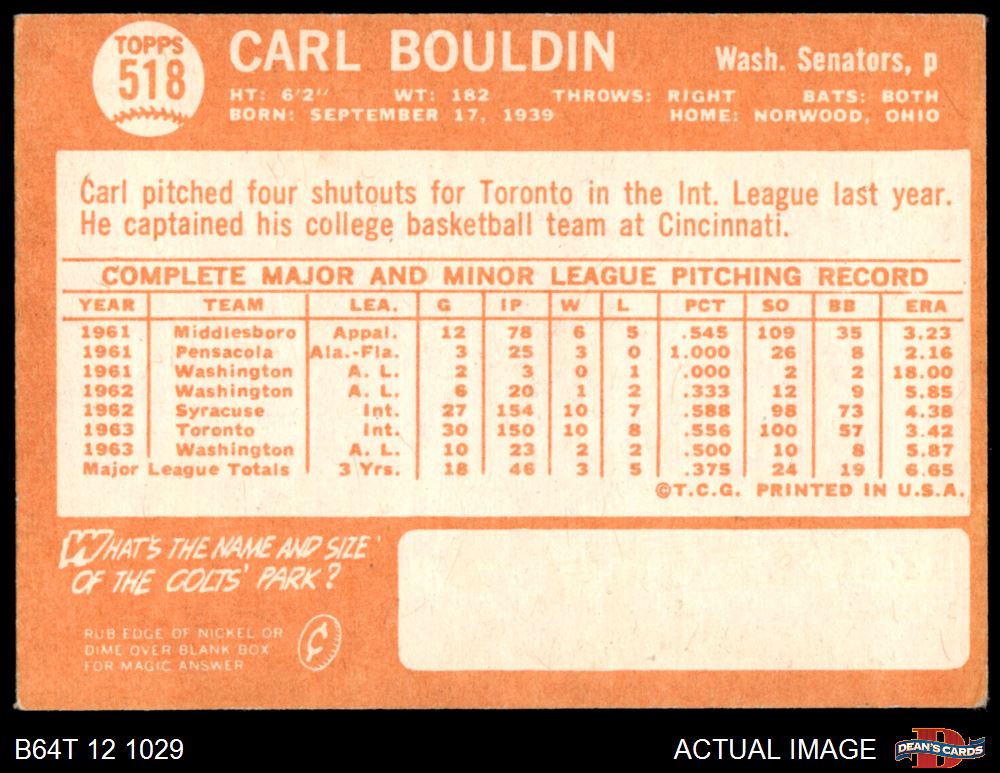 TOPPS
518
CARL BOULDIN
Wash. Senators, p
HT: 6'2" WT: 182 THROWS: RIGHT BATS: BOTH
BORN: SEPTEMBER 17, 1939 HOME: NORWOOD, OHIO
Carl pitched four shutouts for Toronto in the Int. League last year.
He captained his college basketball team at Cincinnati.
COMPLETE MAJOR AND MINOR LEAGUE PITCHING RECORD
YEAR TEAM LEA. G IP W L PCT SO BB ERA
1961 Middlesboro Appal. 12 78 6 5 .545 109 35 3.23
1961 Pensacola Ala.-Fla. 3 25 3 0 1.000 26 8 2.16
1961 Washington A. L. 2 3 0 1 .000 2 2 18.00
1962 Washington A. L. 6 20 1 2 .333 12 9 5.85
1962 Syracuse Int. 27 154 10 7 .588 98 73 4.38
1963 Toronto Int. 30 150 10 8 .556 100 57 3.42
1963 Washington A. L. 10 23 2 2 .500 10 8 5.87
Major League Totals 3 Yrs. 18 46 3 5 .375 24 19 6.65
©T.C.G. PRINTED IN U.S.A.
WHAT'S THE NAME AND SIZE
OF THE COLTS' PARK?
RUB EDGE OF NICKEL OR
DIME OVER BLANK BOX
FOR MAGIC ANSWER
¢
B64T 12 1029
ACTUAL IMAGE
D
DEAN'S CARDS